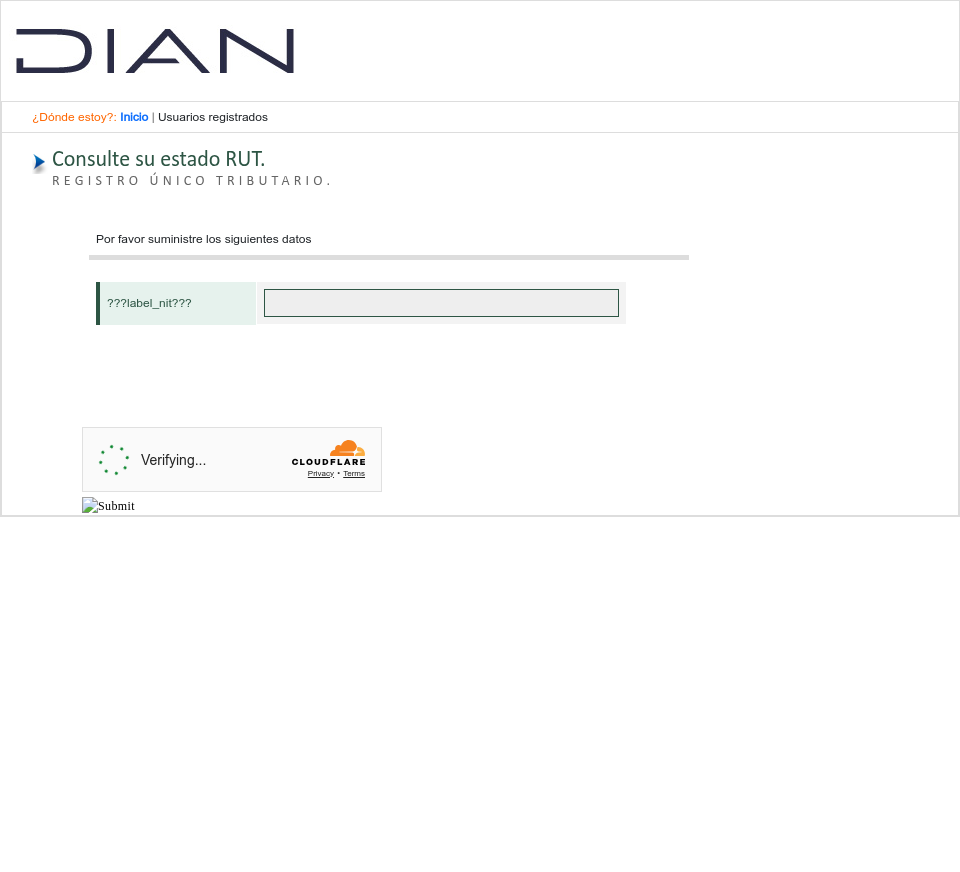 DIAN
¿Dónde estoy?: Inicio | Usuarios registrados
Consulte su estado RUT.
REGISTRO ÚNICO TRIBUTARIO.
Por favor suministre los siguientes datos
???label_nit???
Verifying...
CLOUDFLARE
Privacy • Terms
Submit